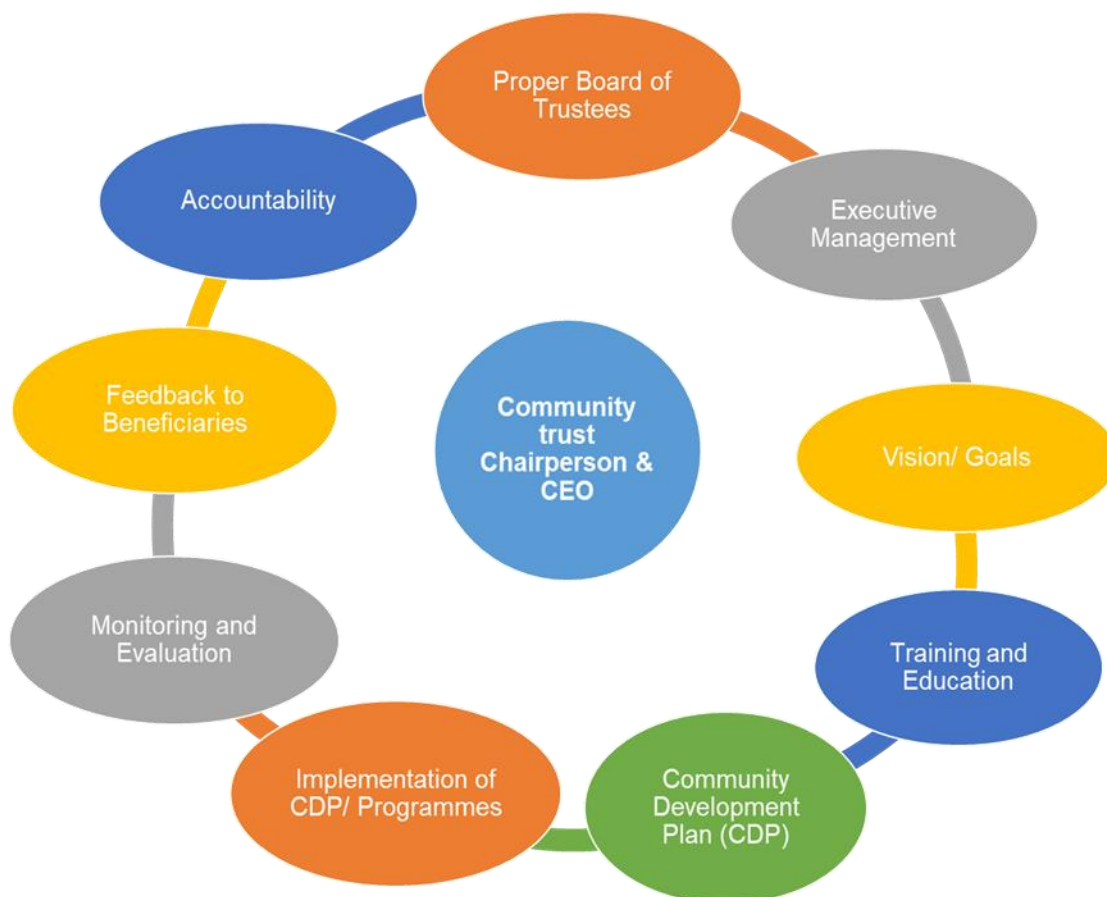 Proper Board of
Trustees
Executive
Management
Vision/ Goals
Training and
Education
Community
Development
Plan (CDP)
Implementation of
CDP/ Programmes
Monitoring and
Evaluation
Feedback to
Beneficiaries
Accountability
Community
trust
Chairperson &
CEO